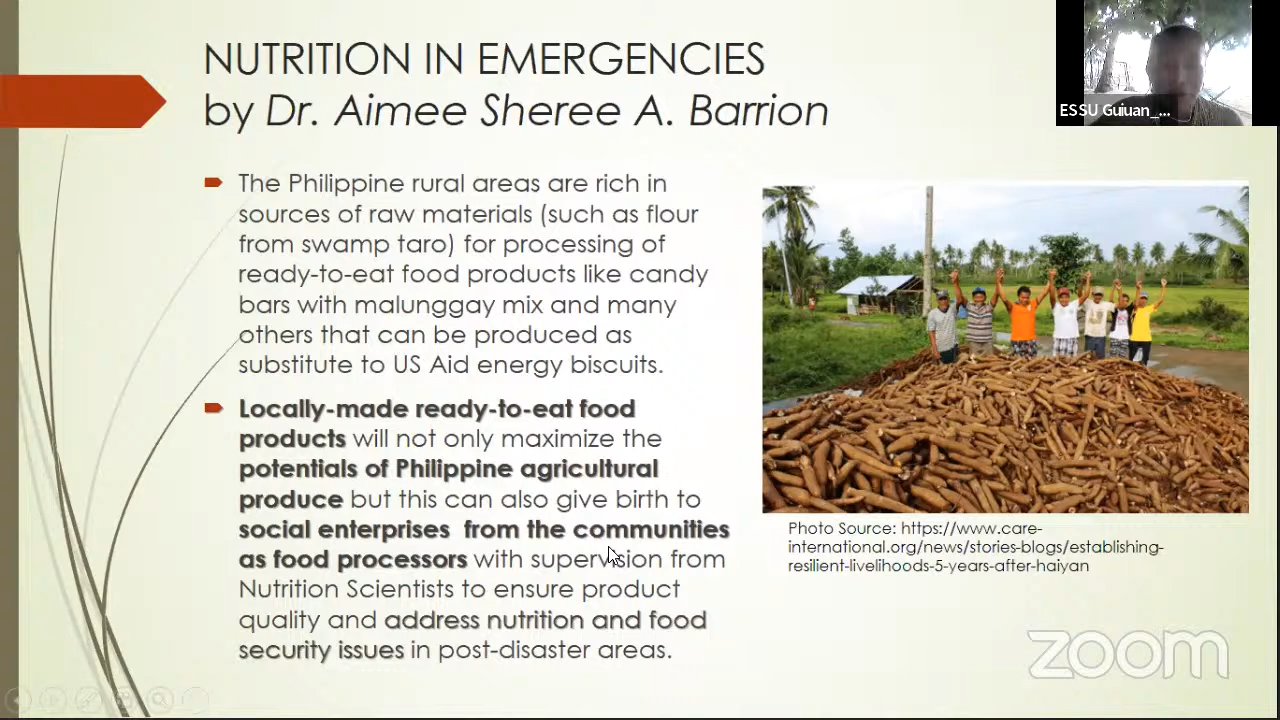 NUTRITION IN EMERGENCIES
by Dr. Aimee Sheree A. Barrion
ESSU Guiuan_...
The Philippine rural areas are rich in
sources of raw materials (such as flour
from swamp taro) for processing of
ready-to-eat food products like candy
bars with malunggay mix and many
others that can be produced as
substitute to US Aid energy biscuits.
Locally-made ready-to-eat food
products will not only maximize the
potentials of Philippine agricultural
produce but this can also give birth to
social enterprises from the communities
as food processors with supervision from
Nutrition Scientists to ensure product
quality and address nutrition and food
security issues in post-disaster areas.
Photo Source: https://www.care-
international.org/news/stories-blogs/establishing-
resilient-livelihoods-5-years-after-haiyan
zoom